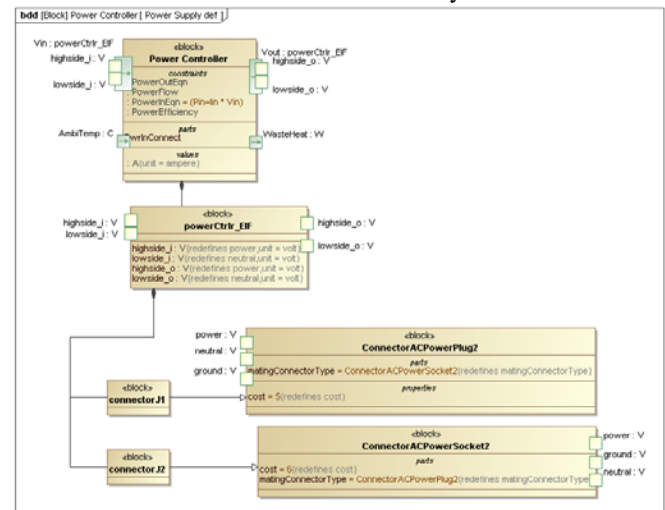 bdd [Block] Power Controller [ Power Supply def ]
Vin : powerCtrlr_EIF
highside_i : V
lowside_i : V
«block»
Power Controller
constraints
: PowerOutEqn
: PowerFlow
: PowerInEqn = (Pin=Iin * Vin)
: PowerEfficiency
parts
PwrInConnect
values
: A(unit = ampere)
Vout : powerCtrlr_EIF
highside_o : V
lowside_o : V
AmbiTemp : C
WasteHeat : W
«block»
powerCtrlr_EIF
highside_i : V
lowside_i : V
highside_o : V
lowside_o : V
highside_i : V(redefines power,unit = volt)
lowside_i : V(redefines neutral,unit = volt)
highside_o : V(redefines power,unit = volt)
lowside_o : V(redefines neutral,unit = volt)
power : V
neutral : V
ground : V
«block»
ConnectorACPowerPlug2
parts
matingConnectorType = ConnectorACPowerSocket2(redefines matingConnectorType)
properties
cost = 5(redefines cost)
«block»
connectorJ1
«block»
ConnectorACPowerSocket2
parts
cost = 6(redefines cost)
matingConnectorType = ConnectorACPowerPlug2(redefines matingConnectorType)
power : V
ground : V
neutral : V
«block»
connectorJ2